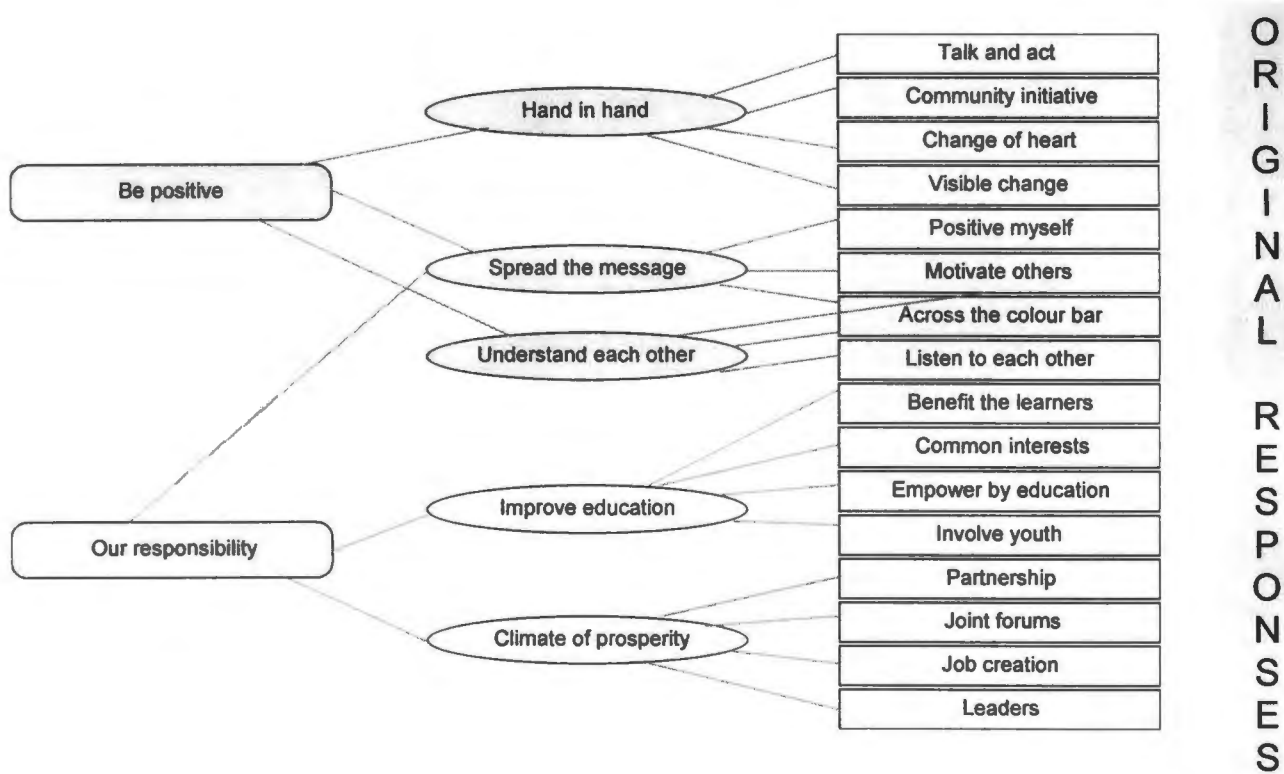 Be positive
Our responsibility
Hand in hand
Spread the message
Understand each other
Improve education
Climate of prosperity
Talk and act
Community initiative
Change of heart
Visible change
Positive myself
Motivate others
Across the colour bar
Listen to each other
Benefit the learners
Common interests
Empower by education
Involve youth
Partnership
Joint forums
Job creation
Leaders
ORIGINAL RESPONSES